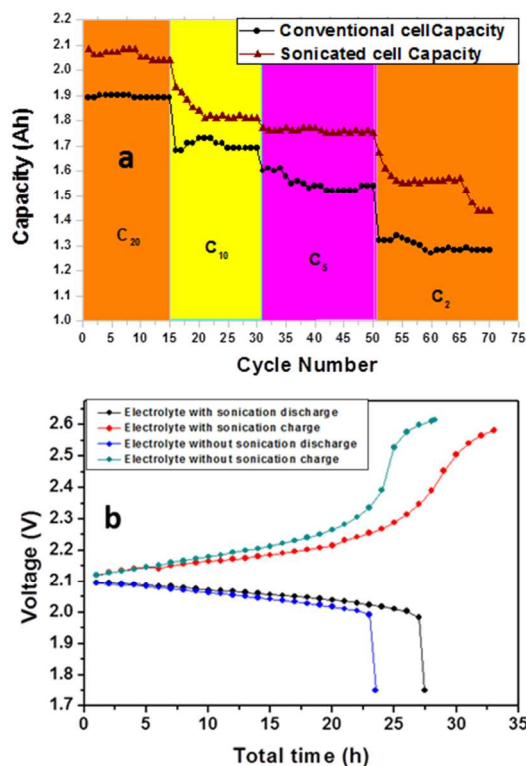 Conventional cell Capacity
Sonicated cell Capacity
2.2
2.1
2.0
1.9
1.8
1.7
1.6
1.5
1.4
1.3
1.2
1.1
1.0
Capacity (Ah)
a
C20
C10
C5
C2
0 5 10 15 20 25 30 35 40 45 50 55 60 65 70 75
Cycle Number
Electrolyte with sonication discharge
Electrolyte with sonication charge
Electrolyte without sonication discharge
Electrolyte without sonication charge
b
2.6
2.5
2.4
2.3
2.2
2.1
2.0
1.9
1.8
1.7
Voltage (V)
0 5 10 15 20 25 30 35
Total time (h)